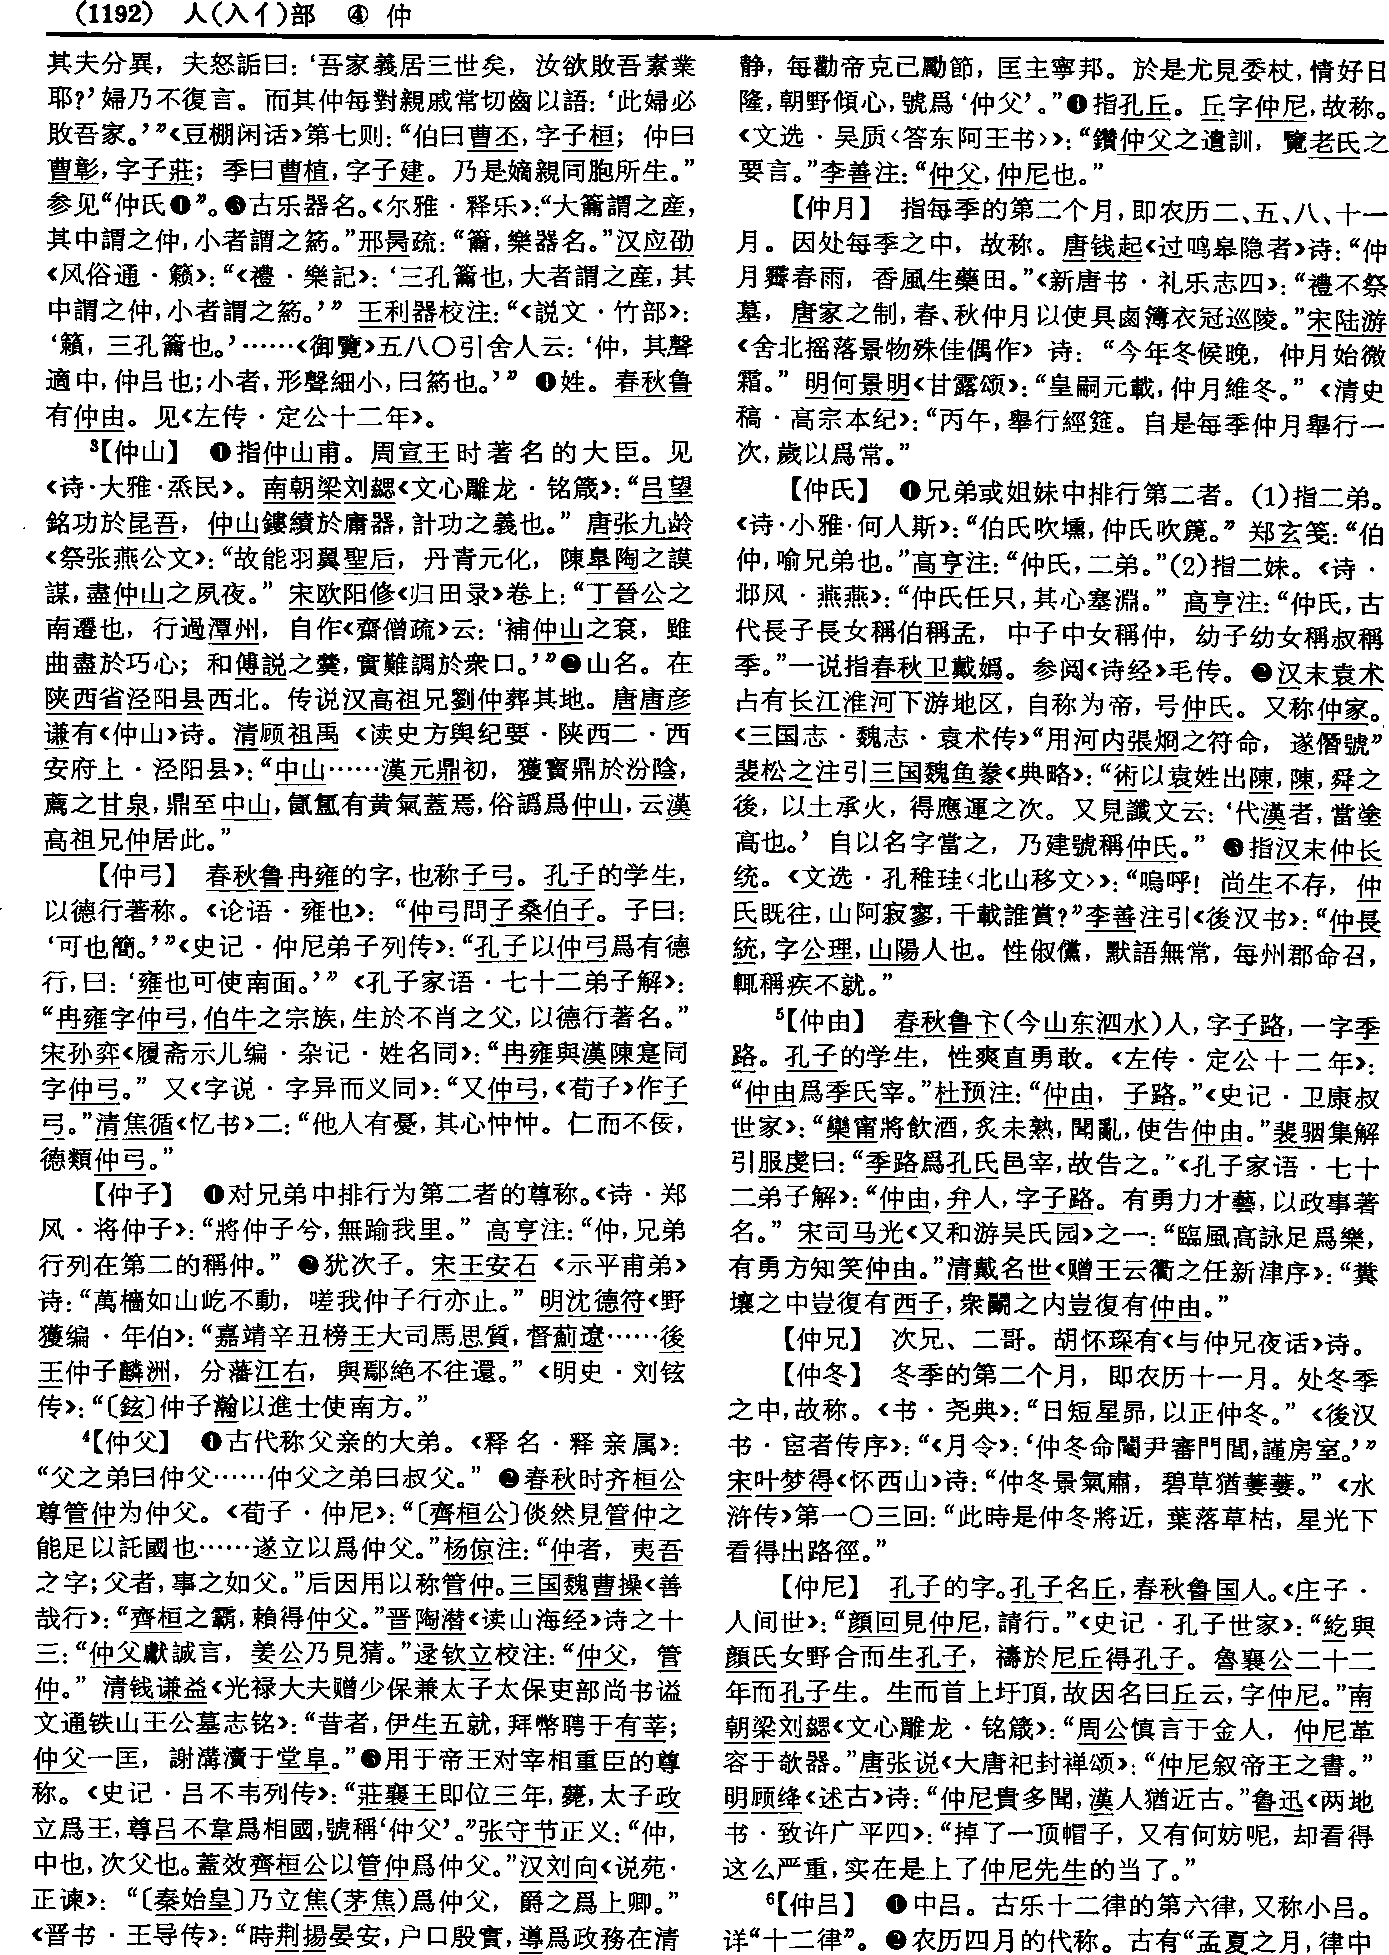 (1192) 人(入亻)部 ④ 仲
其夫分異，夫怒詬曰：‘吾家義居三世矣，汝欲敗吾素業
耶？’婦乃不復言。而其仲每對親戚常切齒以語：‘此婦必
敗吾家。’”《豆棚闲话》第七则：“伯曰曹丕，字子桓；仲曰
曹彰，字子莊；季曰曹植，字子建。乃是嫡親同胞所生。”
参见“仲氏❶”。❸古乐器名。《尔雅·释乐》：“大籥謂之産，
其中謂之仲，小者謂之箹。”邢昺疏：“籥，樂器名。”汉应劭
《风俗通·籁》：“《禮·樂記》：‘三孔籥也，大者謂之産，其
中謂之仲，小者謂之箹。’” 王利器校注：“《説文·竹部》：
‘籟，三孔籥也。’……《御覽》五八〇引舍人云：‘仲，其聲
適中，仲吕也；小者，形聲細小，曰箹也。’” ❶姓。春秋鲁
有仲由。见《左传·定公十二年》。
³【仲山】 ❶指仲山甫。周宣王时著名的大臣。见
《诗·大雅·烝民》。南朝梁刘勰《文心雕龙·铭箴》：“吕望
銘功於昆吾，仲山鏤績於庸器，計功之義也。” 唐张九龄
《祭张燕公文》：“故能羽翼聖后，丹青元化，陳臯陶之謨
謀，盡仲山之夙夜。” 宋欧阳修《归田录》卷上：“丁晉公之
南遷也，行過潭州，自作《齋僧疏》云：‘補仲山之衮，雖
曲盡於巧心；和傅説之羹，實難調於衆口。’”❷山名。在
陕西省泾阳县西北。传说汉高祖兄劉仲葬其地。唐唐彦
谦有《仲山》诗。清顾祖禹《读史方舆纪要·陕西二·西
安府上·泾阳县》：“中山……漢元鼎初，獲寳鼎於汾陰，
薦之甘泉，鼎至中山，氤氲有黄氣蓋焉，俗譌爲仲山，云漢
高祖兄仲居此。”
【仲弓】 春秋鲁冉雍的字，也称子弓。孔子的学生，
以德行著称。《论语·雍也》：“仲弓問子桑伯子。子曰：
‘可也簡。’”《史记·仲尼弟子列传》：“孔子以仲弓爲有德
行，曰：‘雍也可使南面。’” 《孔子家语·七十二弟子解》：
“冉雍字仲弓，伯牛之宗族，生於不肖之父，以德行著名。”
宋孙弈《履斋示儿编·杂记·姓名同》：“冉雍與漢陳寔同
字仲弓。” 又《字说·字异而义同》：“又仲弓，《荀子》作子
弓。”清焦循《忆书》二：“他人有憂，其心忡忡。仁而不佞，
德類仲弓。”
【仲子】 ❶对兄弟中排行为第二者的尊称。《诗·郑
风·将仲子》：“將仲子兮，無踰我里。” 高亨注：“仲，兄弟
行列在第二的稱仲。” ❷犹次子。宋王安石《示平甫弟》
诗：“萬檣如山屹不動，嗟我仲子行亦止。” 明沈德符《野
獲编·年伯》：“嘉靖辛丑榜王大司馬思質，督薊遼……後
王仲子麟洲，分藩江右，與鄢絶不往還。” 《明史·刘铉
传》：“〔鉉〕仲子瀚以進士使南方。”
⁴【仲父】 ❶古代称父亲的大弟。《释名·释亲属》：
“父之弟曰仲父……仲父之弟曰叔父。” ❷春秋时齐桓公
尊管仲为仲父。《荀子·仲尼》：“〔齊桓公〕倓然見管仲之
能足以託國也……遂立以爲仲父。”杨倞注：“仲者，夷吾
之字；父者，事之如父。”后因用以称管仲。三国魏曹操《善
哉行》：“齊桓之霸，賴得仲父。”晋陶潜《读山海经》诗之十
三：“仲父獻誠言，姜公乃見猜。”逯钦立校注：“仲父，管
仲。” 清钱谦益《光禄大夫赠少保兼太子太保吏部尚书谥
文通铁山王公墓志铭》：“昔者，伊生五就，拜幣聘于有莘；
仲父一匡，謝溝瀆于堂阜。”❸用于帝王对宰相重臣的尊
称。《史记·吕不韦列传》：“莊襄王即位三年，薨，太子政
立爲王，尊吕不韋爲相國，號稱‘仲父’。”张守节正义：“仲，
中也，次父也。蓋效齊桓公以管仲爲仲父。”汉刘向《说苑·
正谏》：“〔秦始皇〕乃立焦（茅焦）爲仲父，爵之爲上卿。”
《晋书·王导传》：“時荆揚晏安，户口殷實，導爲政務在清
静，每勸帝克己勵節，匡主寧邦。於是尤見委杖，情好日
隆，朝野傾心，號爲‘仲父’。”❹指孔丘。丘字仲尼，故称。
《文选·吴质〈答东阿王书〉》：“鑽仲父之遺訓，覽老氏之
要言。”李善注：“仲父，仲尼也。”
【仲月】 指每季的第二个月，即农历二、五、八、十一
月。因处每季之中，故称。唐钱起《过鸣皋隐者》诗：“仲
月霽春雨，香風生藥田。”《新唐书·礼乐志四》：“禮不祭
墓，唐家之制，春、秋仲月以使具鹵簿衣冠巡陵。”宋陆游
《舍北摇落景物殊佳偶作》诗：“今年冬候晚，仲月始微
霜。” 明何景明《甘露颂》：“皇嗣元載，仲月維冬。” 《清史
稿·高宗本纪》：“丙午，舉行經筵。自是每季仲月舉行一
次，歲以爲常。”
【仲氏】 ❶兄弟或姐妹中排行第二者。(1)指二弟。
《诗·小雅·何人斯》：“伯氏吹壎，仲氏吹篪。” 郑玄笺：“伯
仲，喻兄弟也。”高亨注：“仲氏，二弟。”(2)指二妹。《诗·
邶风·燕燕》：“仲氏任只，其心塞淵。” 高亨注：“仲氏，古
代長子長女稱伯稱孟，中子中女稱仲，幼子幼女稱叔稱
季。”一说指春秋卫戴妫。参阅《诗经》毛传。❷汉末袁术
占有长江淮河下游地区，自称为帝，号仲氏。又称仲家。
《三国志·魏志·袁术传》“用河内張烱之符命，遂僭號”
裴松之注引三国魏鱼豢《典略》：“術以袁姓出陳，陳，舜之
後，以土承火，得應運之次。又見讖文云：‘代漢者，當塗
高也。’自以名字當之，乃建號稱仲氏。” ❸指汉末仲长
统。《文选·孔稚珪〈北山移文〉》：“嗚呼！尚生不存，仲
氏既往，山阿寂寥，千載誰賞？”李善注引《後汉书》：“仲長
統，字公理，山陽人也。性俶儻，默語無常，每州郡命召，
輒稱疾不就。”
⁵【仲由】 春秋鲁卞（今山东泗水）人，字子路，一字季
路。孔子的学生，性爽直勇敢。《左传·定公十二年》：
“仲由爲季氏宰。”杜预注：“仲由，子路。”《史记·卫康叔
世家》：“欒甯將飲酒，炙未熟，聞亂，使告仲由。”裴骃集解
引服虔曰：“季路爲孔氏邑宰，故告之。”《孔子家语·七十
二弟子解》：“仲由，弁人，字子路。有勇力才藝，以政事著
名。” 宋司马光《又和游吴氏园》之一：“臨風高詠足爲樂，
有勇方知笑仲由。”清戴名世《赠王云衢之任新津序》：“糞
壤之中豈復有西子，衆鬭之内豈復有仲由。”
【仲兄】 次兄、二哥。胡怀琛有《与仲兄夜话》诗。
【仲冬】 冬季的第二个月，即农历十一月。处冬季
之中，故称。《书·尧典》：“日短星昴，以正仲冬。” 《後汉
书·宦者传序》：“《月令》：‘仲冬命閹尹審門閭，謹房室。’”
宋叶梦得《怀西山》诗：“仲冬景氣肅，碧草猶萋萋。” 《水
浒传》第一〇三回：“此時是仲冬將近，葉落草枯，星光下
看得出路徑。”
【仲尼】 孔子的字。孔子名丘，春秋鲁国人。《庄子·
人间世》：“顔回見仲尼，請行。”《史记·孔子世家》：“紇與
顔氏女野合而生孔子，禱於尼丘得孔子。魯襄公二十二
年而孔子生。生而首上圩頂，故因名曰丘云，字仲尼。”南
朝梁刘勰《文心雕龙·铭箴》：“周公慎言于金人，仲尼革
容于欹器。”唐张说《大唐祀封禅颂》：“仲尼叙帝王之書。”
明顾绛《述古》诗：“仲尼貴多聞，漢人猶近古。”鲁迅《两地
书·致许广平四》：“掉了一顶帽子，又有何妨呢，却看得
这么严重，实在是上了仲尼先生的当了。”
⁶【仲吕】 ❶中吕。古乐十二律的第六律，又称小吕。
详“十二律”。❷农历四月的代称。古有“孟夏之月，律中